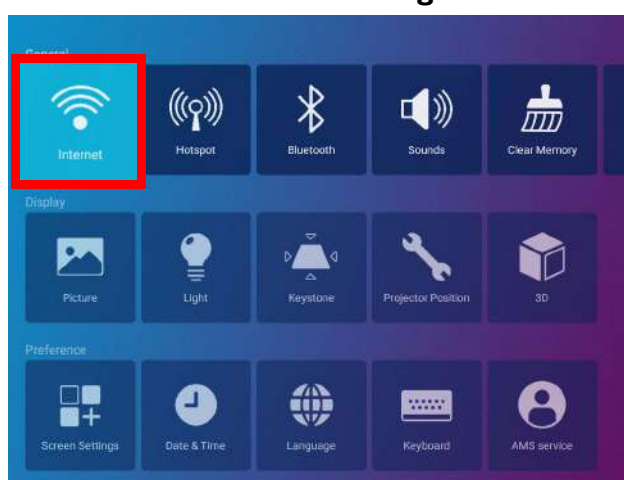 General
Internet
Hotspot
Bluetooth
Sounds
Clear Memory
Display
Picture
Light
Keystone
Projector Position
3D
Preference
Screen Settings
Date & Time
Language
Keyboard
AMS service